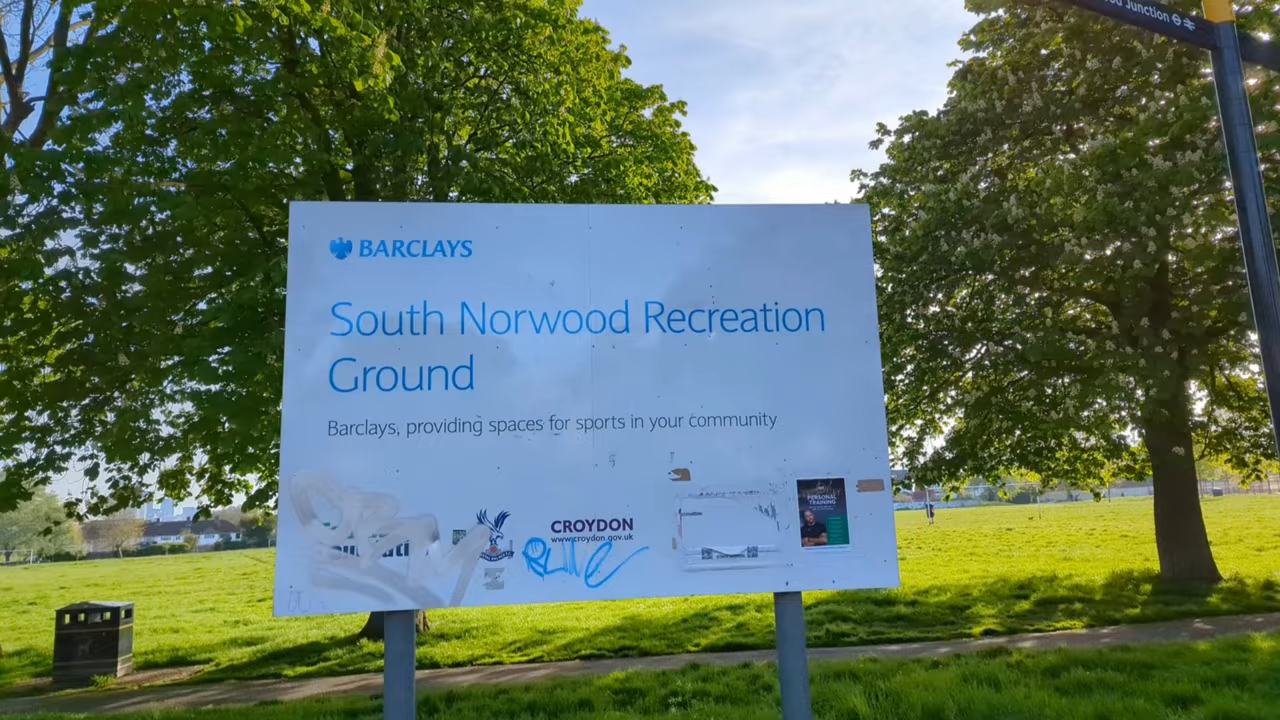 Junction
BARCLAYS
South Norwood Recreation
Ground
Barclays, providing spaces for sports in your community
PERSONAL
TRAINING
CROYDON
www.croydon.gov.uk